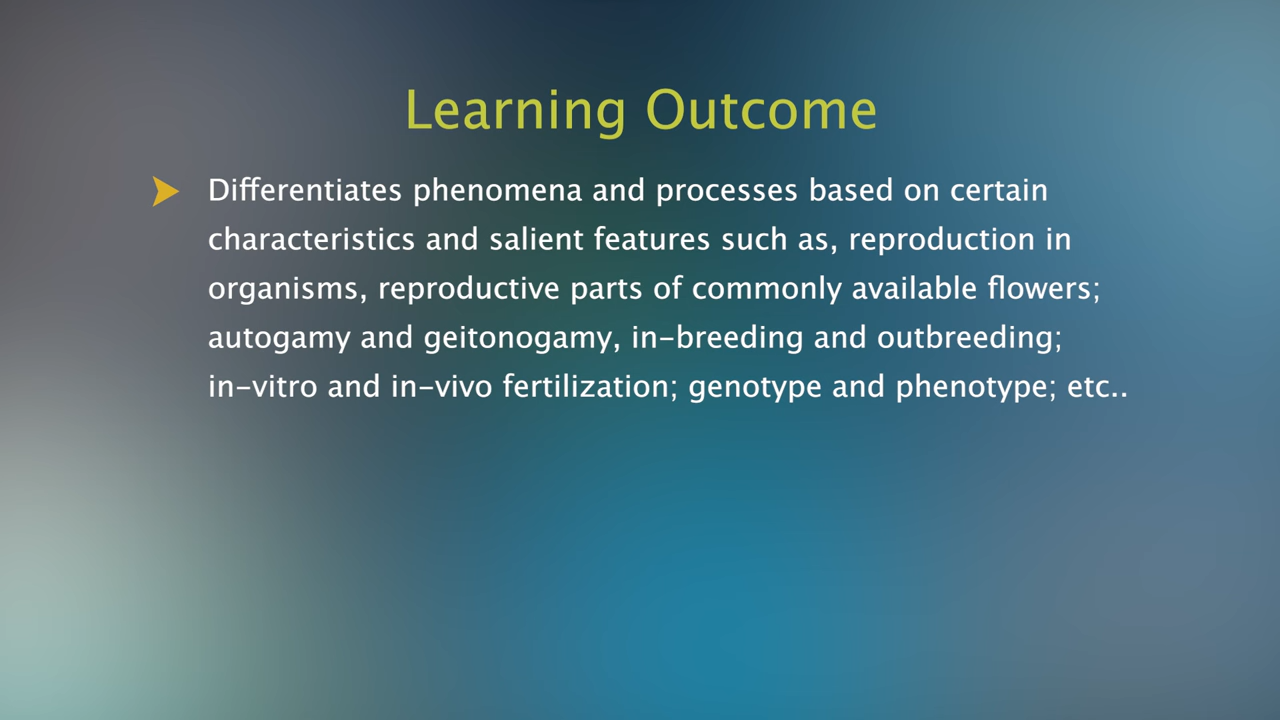 Learning Outcome
Differentiates phenomena and processes based on certain
characteristics and salient features such as, reproduction in
organisms, reproductive parts of commonly available flowers;
autogamy and geitonogamy, in-breeding and outbreeding;
in-vitro and in-vivo fertilization; genotype and phenotype; etc..